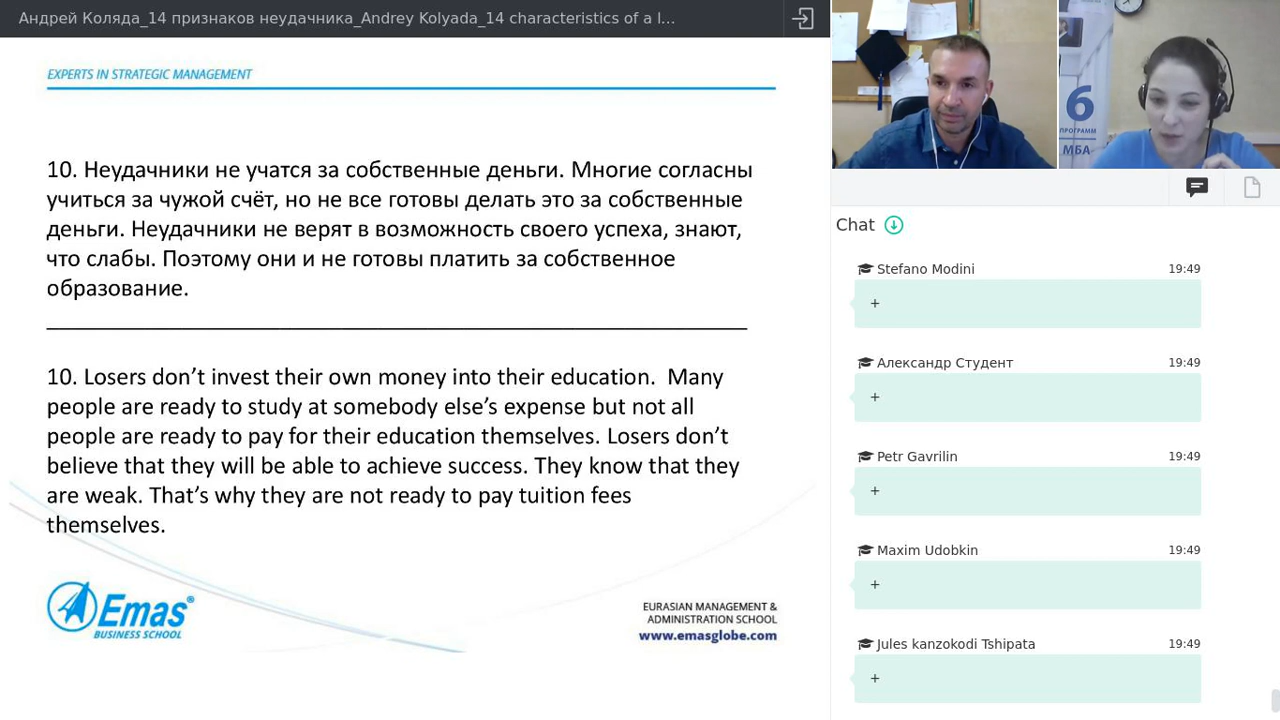 Андрей Коляда_14 признаков неудачника_Andrey Kolyada_14 characteristics of a l...
EXPERTS IN STRATEGIC MANAGEMENT
10. Неудачники не учатся за собственные деньги. Многие согласны
учиться за чужой счёт, но не все готовы делать это за собственные
деньги. Неудачники не верят в возможность своего успеха, знают,
что слабы. Поэтому они и не готовы платить за собственное
образование.
10. Losers don’t invest their own money into their education. Many
people are ready to study at somebody else’s expense but not all
people are ready to pay for their education themselves. Losers don’t
believe that they will be able to achieve success. They know that they
are weak. That’s why they are not ready to pay tuition fees
themselves.
Emas®
BUSINESS SCHOOL
EURASIAN MANAGEMENT &
ADMINISTRATION SCHOOL
www.emasglobe.com
6
ПРОГРАММ
МБА
Chat
Stefano Modini 19:49
+
Александр Студент 19:49
+
Petr Gavrilin 19:49
+
Maxim Udobkin 19:49
+
Jules kanzokodi Tshipata 19:49
+